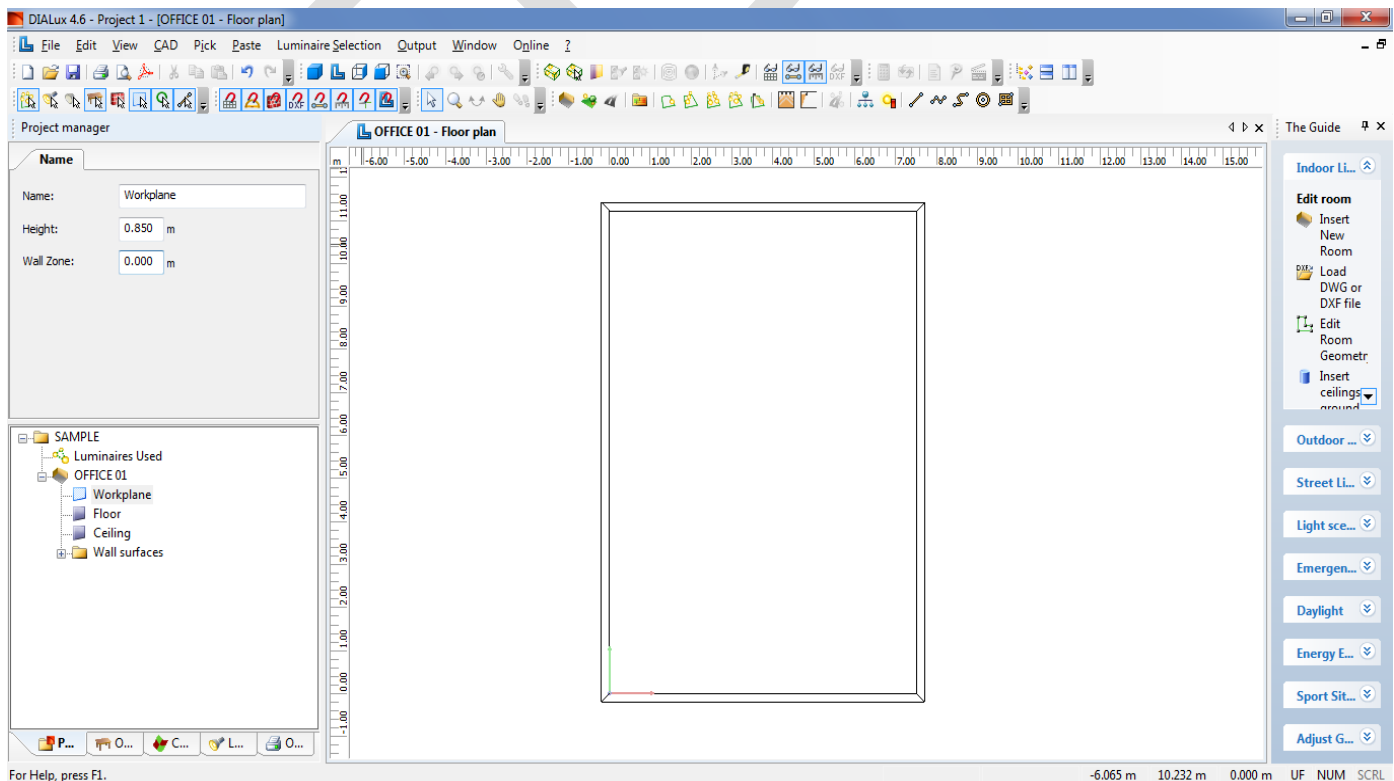 DIALux 4.6 - Project 1 - [OFFICE 01 - Floor plan]
File Edit View CAD Pick Paste Luminaire Selection Output Window Online ?
Project manager
OFFICE 01 - Floor plan
The Guide
Name
m -6.00 -5.00 -4.00 -3.00 -2.00 -1.00 0.00 1.00 2.00 3.00 4.00 5.00 6.00 7.00 8.00 9.00 10.00 11.00 12.00 13.00 14.00 15.00
Name: Workplane
Height: 0.850 m
Wall Zone: 0.000 m
SAMPLE
Luminaires Used
OFFICE 01
Workplane
Floor
Ceiling
Wall surfaces
P...
O...
C...
L...
O...
11.00
10.00
9.00
8.00
7.00
6.00
5.00
4.00
3.00
2.00
1.00
0.00
-1.00
Indoor Li...
Edit room
Insert
New
Room
Load
DWG or
DXF file
Edit
Room
Geometr
Insert
ceilings
ground
Outdoor ...
Street Li...
Light sce...
Emergen...
Daylight
Energy E...
Sport Sit...
Adjust G...
For Help, press F1.
-6.065 m 10.232 m 0.000 m UF NUM SCRL